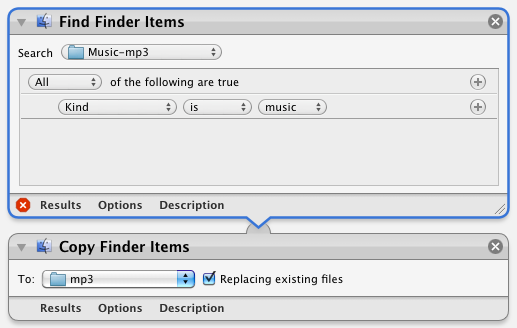 Find Finder Items
Search Music-mp3
All of the following are true
Kind is music
Results Options Description
Copy Finder Items
To: mp3 Replacing existing files
Results Options Description